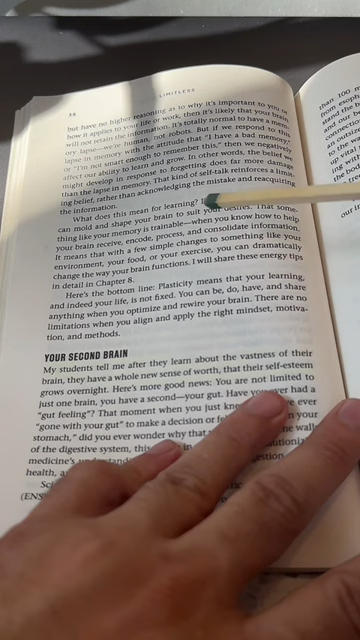 LIMITLESS
but have no higher reasoning as to why it's important to you or
how it applies to your life or work, then it's likely that your brain
will not retain the information. It's totally normal to have a mem-
ory lapse—we're human, not robots. But if we respond to this
lapse in memory with the attitude that "I have a bad memory,"
or "I'm not smart enough to remember this," then we negatively
affect our ability to learn and grow. In other words, the belief we
might develop in response to forgetting does far more damage
than the lapse in memory. That kind of self-talk reinforces a limit-
ing belief, rather than acknowledging the mistake and reacquiring
the information.
What does this mean for learning?
can mold and shape your brain to suit your desires. That some-
thing like your memory is trainable—when you know how to help
your brain receive, encode, process, and consolidate information.
It means that with a few simple changes to something like your
environment, your food, or your exercise, you can dramatically
change the way your brain functions. I will share these energy tips
in detail in Chapter 8.
Here's the bottom line: Plasticity means that your learning,
and indeed your life, is not fixed. You can be, do, have, and share
anything when you optimize and rewire your brain. There are no
limitations when you align and apply the right mindset, motiva-
tion, and methods.
YOUR SECOND BRAIN
My students tell me after they learn about the vastness of their
brain, they have a whole new sense of worth, that their self-esteem
grows overnight. Here's more good news: You are not limited to
just one brain, you have a second—your gut. Have you ever had a
"gut feeling"? That moment when you just knew ever
"gone with your gut" to make a decision or your
stomach," did you ever wonder why walls
of the digestive system, this in
medicine's
health,
(ENS
than 100 m